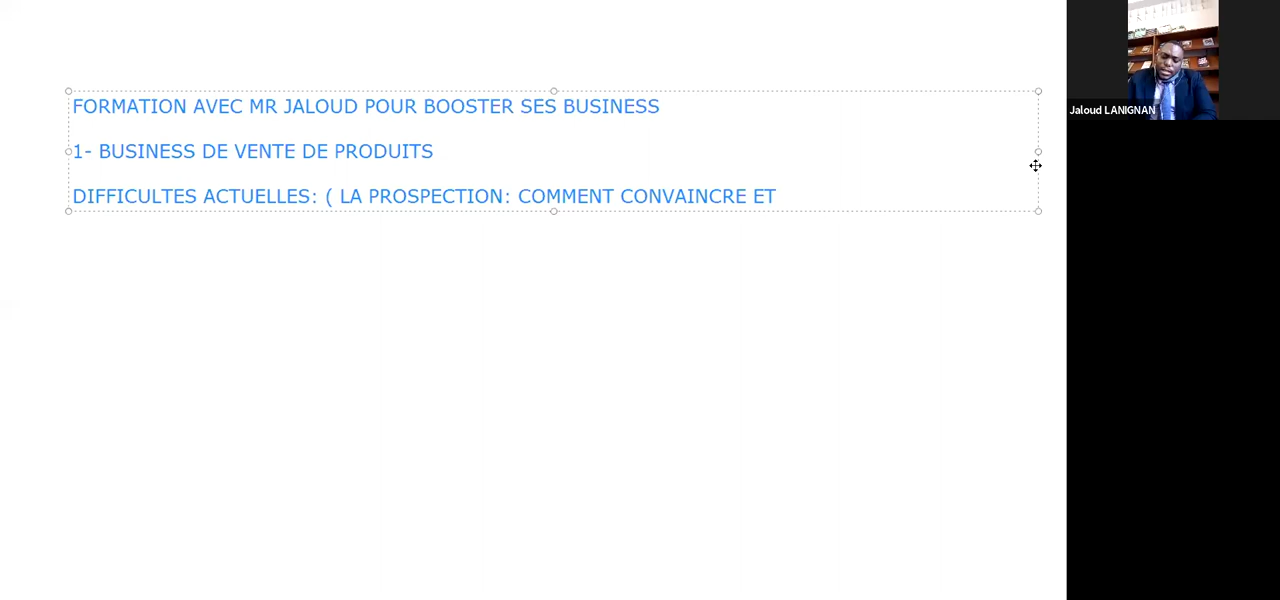 FORMATION AVEC MR JALOUD POUR BOOSTER SES BUSINESS
1- BUSINESS DE VENTE DE PRODUITS
DIFFICULTES ACTUELLES: ( LA PROSPECTION: COMMENT CONVAINCRE ET
Jaloud LANIGNAN